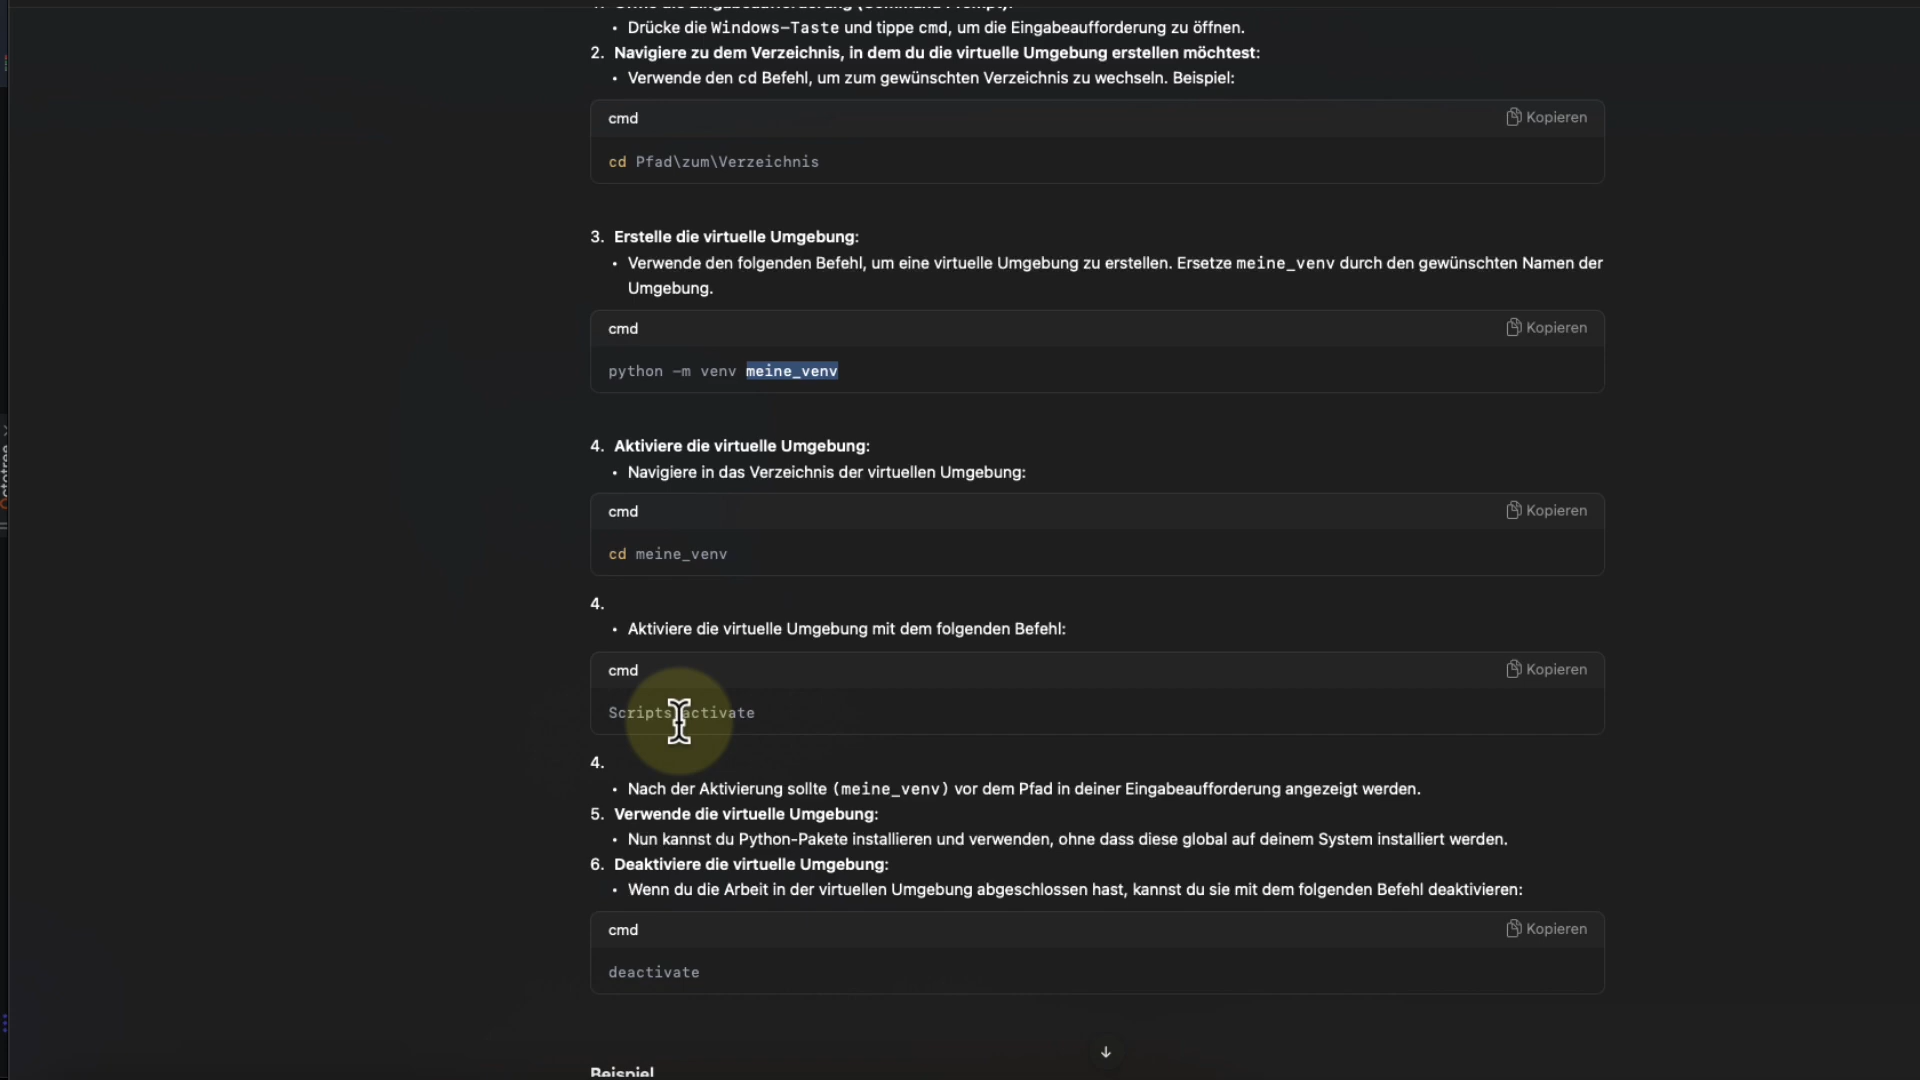 • Drücke die Windows-Taste und tippe cmd, um die Eingabeaufforderung zu öffnen.
2. Navigiere zu dem Verzeichnis, in dem du die virtuelle Umgebung erstellen möchtest:
• Verwende den cd Befehl, um zum gewünschten Verzeichnis zu wechseln. Beispiel:
cmd Kopieren
cd Pfad\zum\Verzeichnis
3. Erstelle die virtuelle Umgebung:
• Verwende den folgenden Befehl, um eine virtuelle Umgebung zu erstellen. Ersetze meine_venv durch den gewünschten Namen der
Umgebung.
cmd Kopieren
python -m venv meine_venv
4. Aktiviere die virtuelle Umgebung:
• Navigiere in das Verzeichnis der virtuellen Umgebung:
cmd Kopieren
cd meine_venv
4.
• Aktiviere die virtuelle Umgebung mit dem folgenden Befehl:
cmd Kopieren
Scripts activate
4.
• Nach der Aktivierung sollte (meine_venv) vor dem Pfad in deiner Eingabeaufforderung angezeigt werden.
5. Verwende die virtuelle Umgebung:
• Nun kannst du Python-Pakete installieren und verwenden, ohne dass diese global auf deinem System installiert werden.
6. Deaktiviere die virtuelle Umgebung:
• Wenn du die Arbeit in der virtuellen Umgebung abgeschlossen hast, kannst du sie mit dem folgenden Befehl deaktivieren:
cmd Kopieren
deactivate
Beispiel